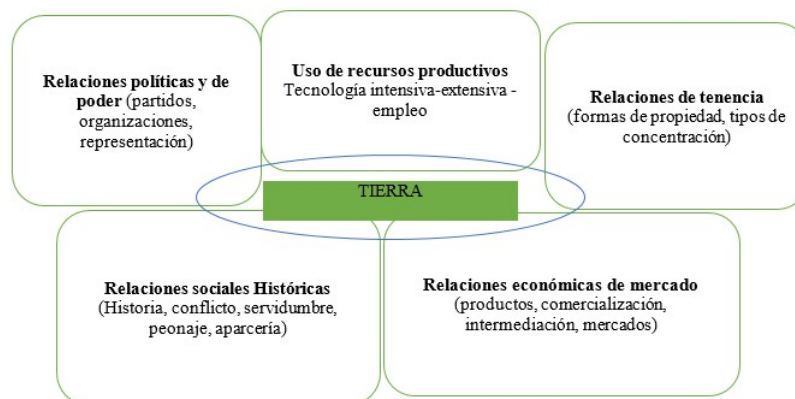 Relaciones políticas y de
poder (partidos,
organizaciones,
representación)
Uso de recursos productivos
Tecnología intensiva-extensiva -
empleo
Relaciones de tenencia
(formas de propiedad, tipos de
concentración)
TIERRA
Relaciones sociales Históricas
(Historia, conflicto, servidumbre,
peonaje, aparcería)
Relaciones económicas de mercado
(productos, comercialización,
intermediación, mercados)